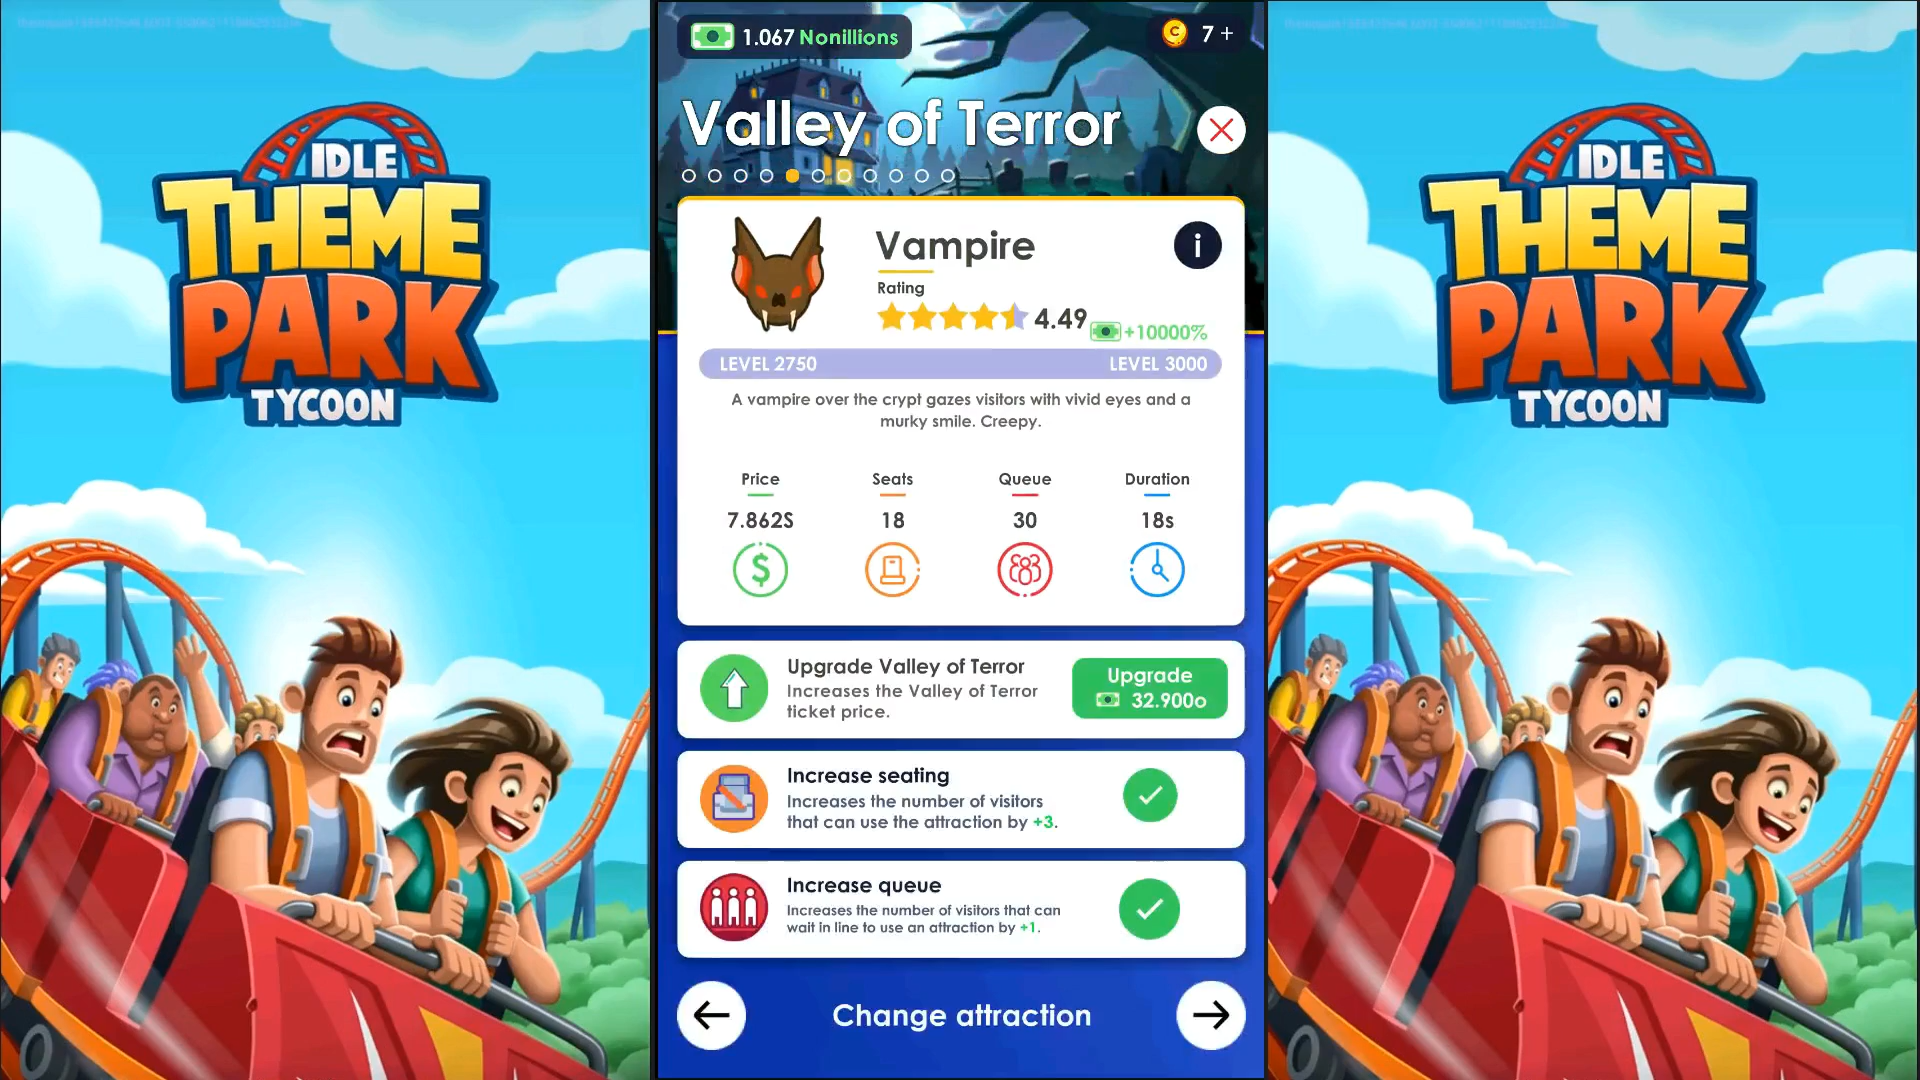 IDLE
THEME
PARK
TYCOON
1.067 Nonillions
7 +
Valley of Terror
Vampire
i
Rating
4.49
+10000%
LEVEL 2750
LEVEL 3000
A vampire over the crypt gazes visitors with vivid eyes and a
murky smile. Creepy.
Price
Seats
Queue
Duration
7.862S
18
30
18s
Upgrade Valley of Terror
Increases the Valley of Terror
ticket price.
Upgrade
32.900o
Increase seating
Increases the number of visitors
that can use the attraction by +3.
Increase queue
Increases the number of visitors that can
wait in line to use an attraction by +1.
Change attraction
IDLE
THEME
PARK
TYCOON